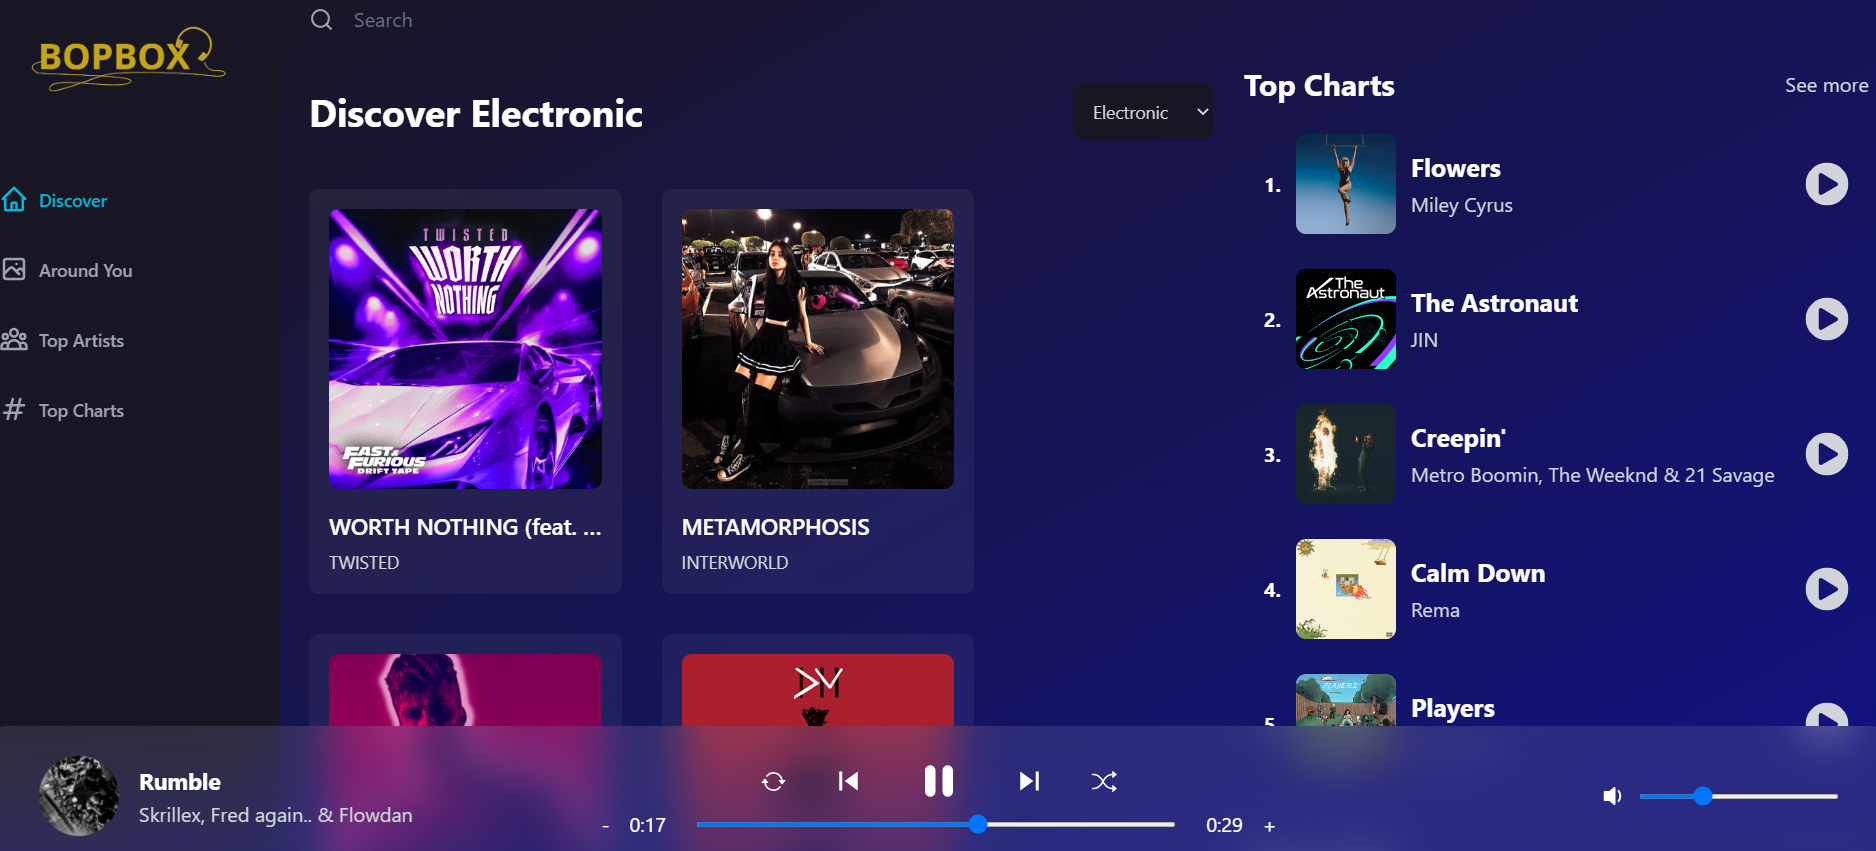 BOPBOX
Search
Discover
Around You
Top Artists
Top Charts
Discover Electronic
Electronic
TWISTED
WORTH
NOTHING
FAST &
FURIOUS
DRIFT TAPE
WORTH NOTHING (feat. ...
TWISTED
METAMORPHOSIS
INTERWORLD
DM
Top Charts
See more
1.
Flowers
Miley Cyrus
2.
The
Astronaut
The Astronaut
JIN
3.
Creepin'
Metro Boomin, The Weeknd & 21 Savage
4.
Calm Down
Rema
5.
PLAYERS
Players
Rumble
Skrillex, Fred again.. & Flowdan
- 0:17
0:29 +